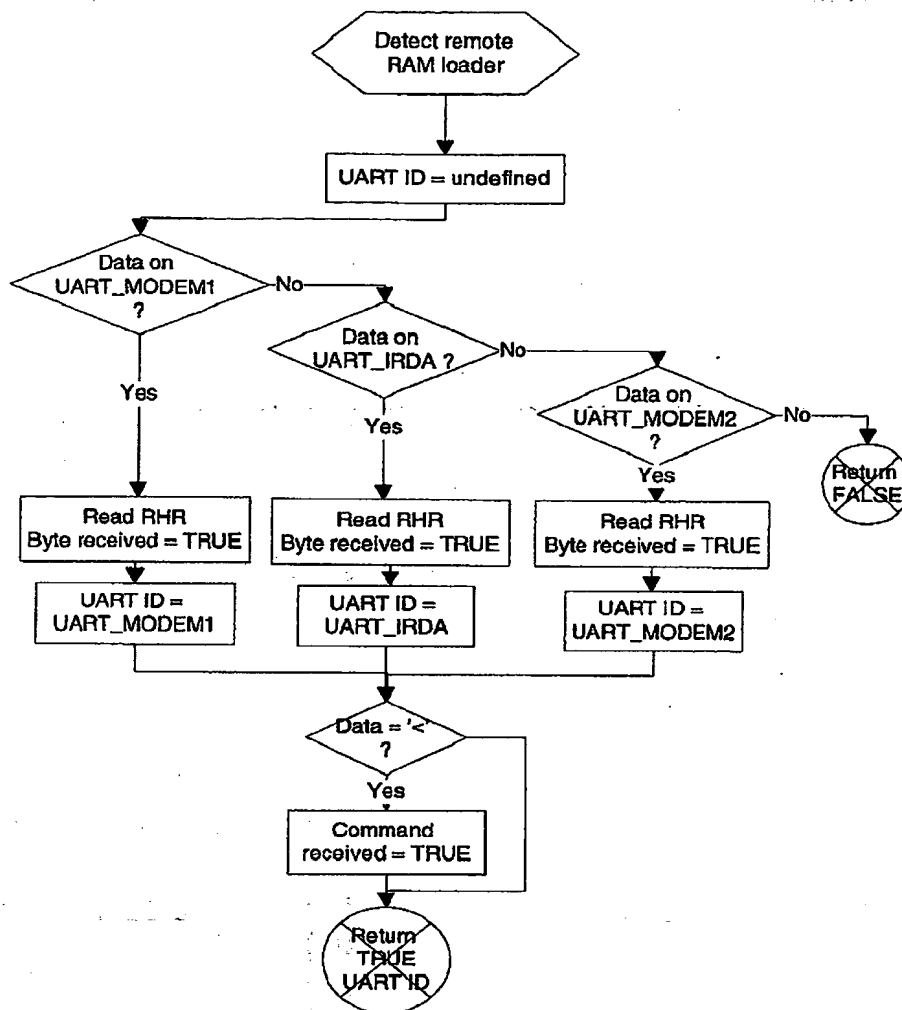 Detect remote
RAM loader
UART ID = undefined
Data on
UART_MODEM1
?
No
Data on
UART_IRDA ?
No
Data on
UART_MODEM2
?
No
Return
FALSE
Yes
Yes
Yes
Read RHR
Byte received = TRUE
Read RHR
Byte received = TRUE
Read RHR
Byte received = TRUE
UART ID =
UART_MODEM1
UART ID =
UART_IRDA
UART ID =
UART_MODEM2
Data = '<'
?
Yes
Command
received = TRUE
Return
TRUE
UART ID